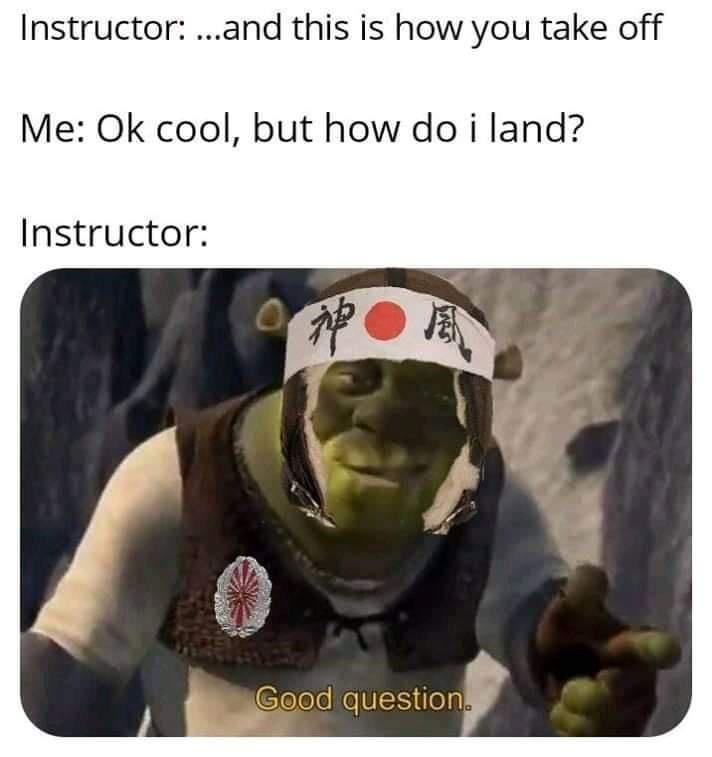 Instructor: ...and this is how you take off
Me: Ok cool, but how do i land?
Instructor:
神 風
Good question.